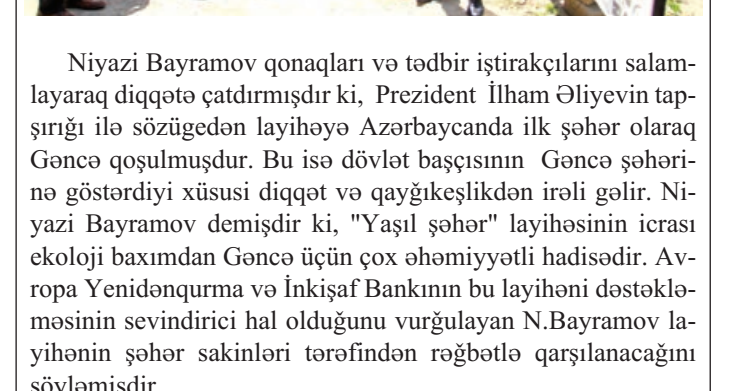 Niyazi Bayramov qonaqları və tədbir iştirakçılarını salam-
layaraq diqqətə çatdırmışdır ki, Prezident İlham Əliyevin tap-
şırığı ilə sözügedən layihəyə Azərbaycanda ilk şəhər olaraq
Gəncə qoşulmuşdur. Bu isə dövlət başçısının Gəncə şəhəri-
nə göstərdiyi xüsusi diqqət və qayğıkeşlikdən irəli gəlir. Ni-
yazi Bayramov demişdir ki, "Yaşıl şəhər" layihəsinin icrası
ekoloji baxımdan Gəncə üçün çox əhəmiyyətli hadisədir. Av-
ropa Yenidənqurma və İnkişaf Bankının bu layihəni dəstəklə-
məsinin sevindirici hal olduğunu vurğulayan N.Bayramov la-
yihənin şəhər sakinləri tərəfindən rəğbətlə qarşılanacağını
söyləmişdir